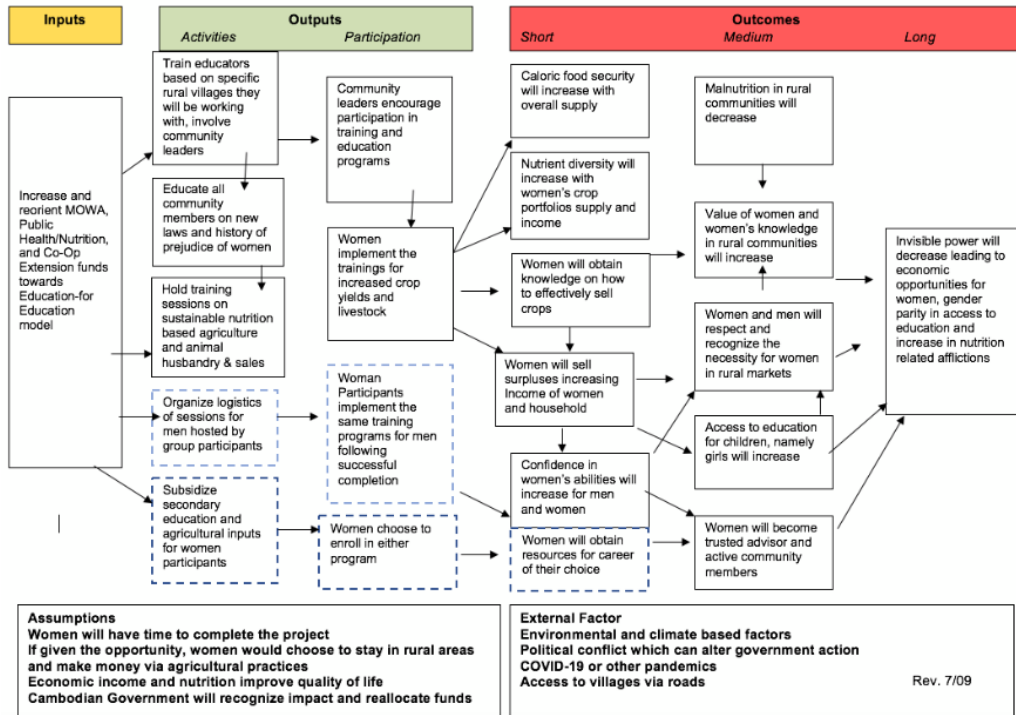 Inputs
Outputs
Activities
Participation
Outcomes
Short
Medium
Long
Increase and
reorient MOWA,
Public
Health/Nutrition,
and Co-Op
Extension funds
towards
Education-for
Education model
Train educators
based on specific
rural villages they
will be working
with, involve
community
leaders
Educate all
community
members on new
laws and history of
prejudice of women
Hold training
sessions on
sustainable nutrition
based agriculture
and animal
husbandry & sales
Organize logistics
of sessions for
men hosted by
group participants
Subsidize
secondary
education and
agricultural inputs
for women
participants
Community
leaders encourage
participation in
training and
education
programs
Women
implement the
trainings for
increased crop
yields and
livestock
Woman
Participants
implement the
same training
programs for men
following
successful
completion
Women choose to
enroll in either
program
Caloric food security
will increase with
overall supply
Nutrient diversity will
increase with
women's crop
portfolios supply and
income
Women will obtain
knowledge on how
to effectively sell
crops
Women will sell
surpluses increasing
Income of women
and household
Confidence in
women's abilities will
increase for men
and women
Women will obtain
resources for career
of their choice
Malnutrition in rural
communities will
decrease
Value of women and
women's knowledge
in rural communities
will increase
Women and men will
respect and
recognize the
necessity for women
in rural markets
Access to education
for children, namely
girls will increase
Women will become
trusted advisor and
active community
members
Invisible power will
decrease leading to
economic
opportunities for
women, gender
parity in access to
education and
increase in nutrition
related afflictions
Assumptions
Women will have time to complete the project
If given the opportunity, women would choose to stay in rural areas
and make money via agricultural practices
Economic income and nutrition improve quality of life
Cambodian Government will recognize impact and reallocate funds
External Factor
Environmental and climate based factors
Political conflict which can alter government action
COVID-19 or other pandemics
Access to villages via roads
Rev. 7/09